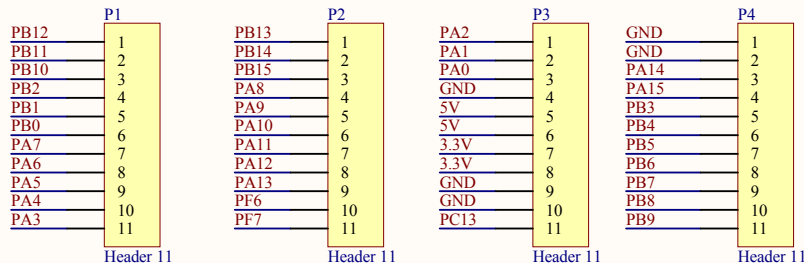 P1
PB12 1
PB11 2
PB10 3
PB2 4
PB1 5
PB0 6
PA7 7
PA6 8
PA5 9
PA4 10
PA3 11
Header 11
P2
PB13 1
PB14 2
PB15 3
PA8 4
PA9 5
PA10 6
PA11 7
PA12 8
PA13 9
PF6 10
PF7 11
Header 11
P3
PA2 1
PA1 2
PA0 3
GND 4
5V 5
5V 6
3.3V 7
3.3V 8
GND 9
GND 10
PC13 11
Header 11
P4
GND 1
GND 2
PA14 3
PA15 4
PB3 5
PB4 6
PB5 7
PB6 8
PB7 9
PB8 10
PB9 11
Header 11